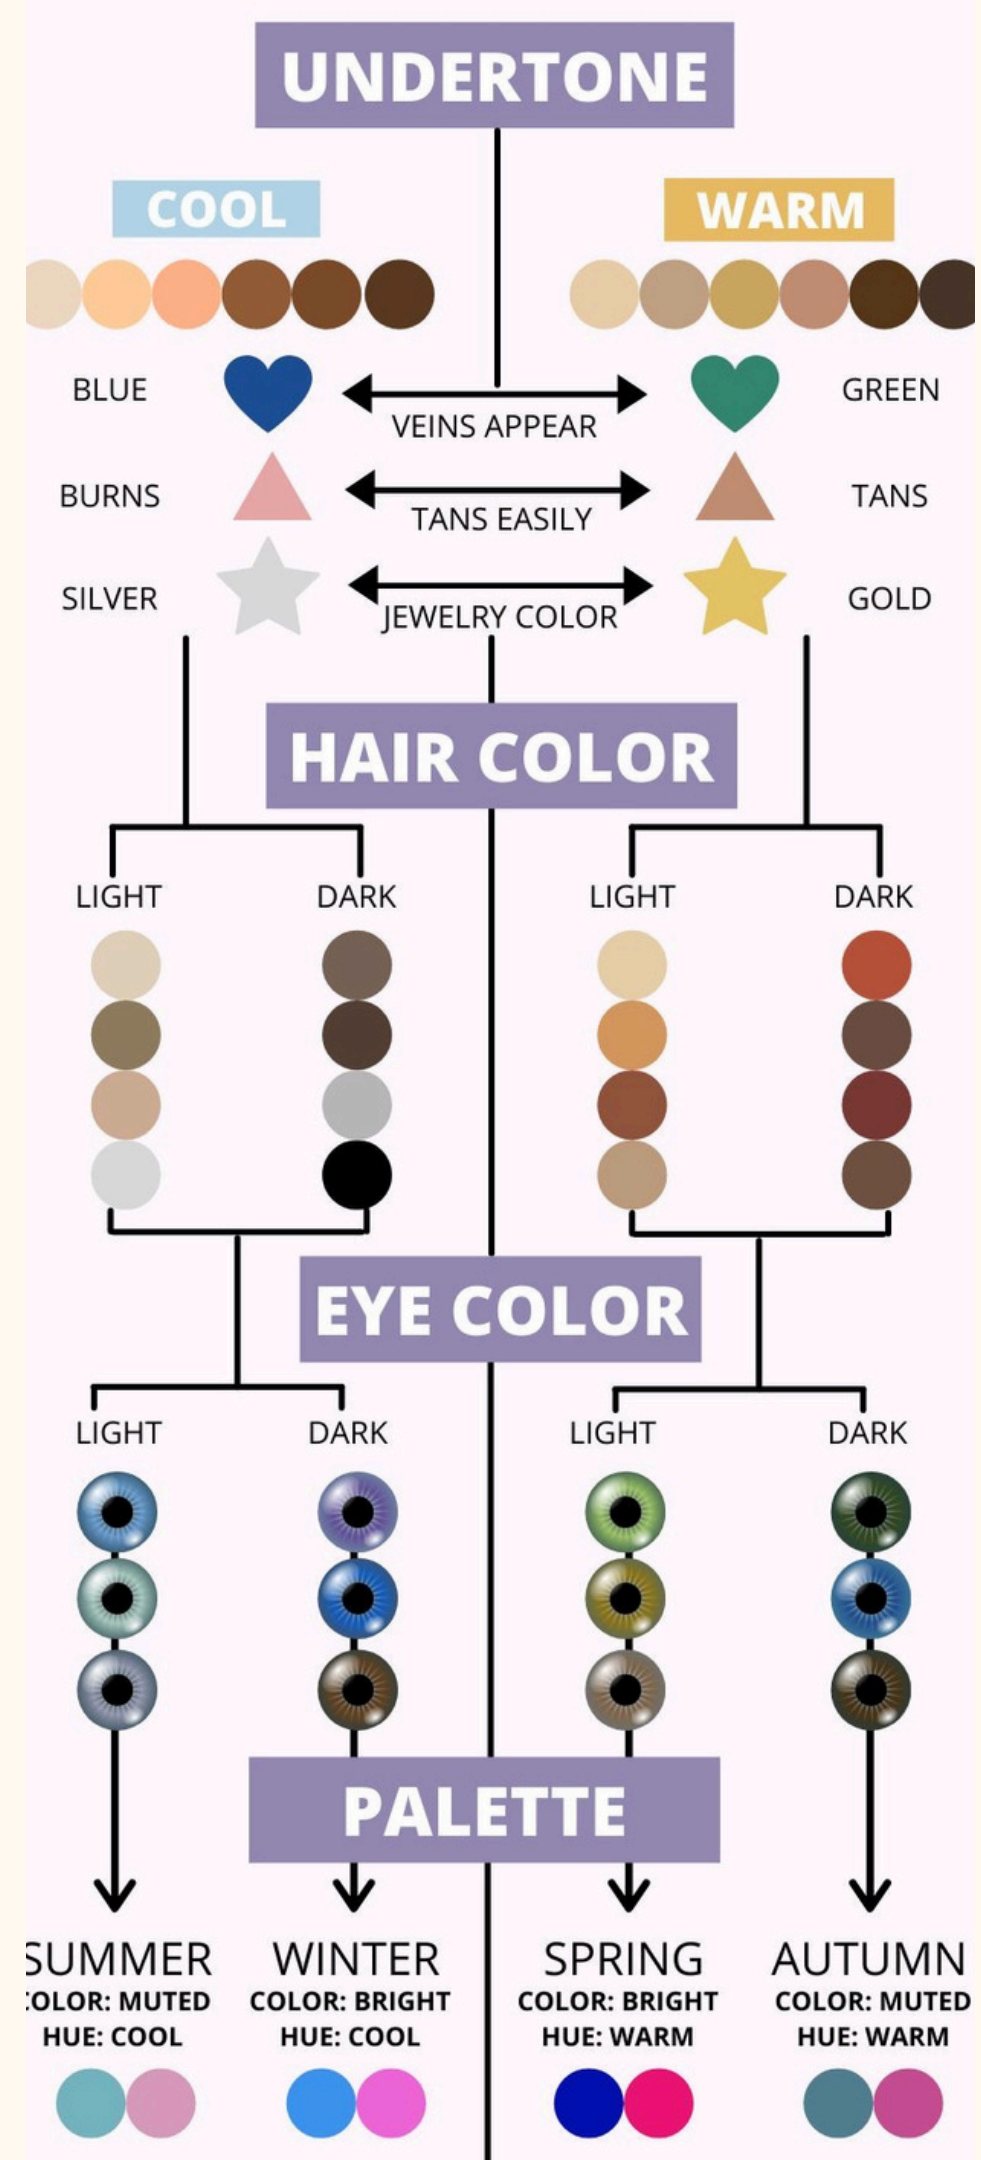 UNDERTONE
COOL
WARM
BLUE
GREEN
VEINS APPEAR
BURNS
TANS
TANS EASILY
SILVER
GOLD
JEWELRY COLOR
HAIR COLOR
LIGHT
DARK
LIGHT
DARK
EYE COLOR
LIGHT
DARK
LIGHT
DARK
PALETTE
SUMMER
COLOR: MUTED
HUE: COOL
WINTER
COLOR: BRIGHT
HUE: COOL
SPRING
COLOR: BRIGHT
HUE: WARM
AUTUMN
COLOR: MUTED
HUE: WARM